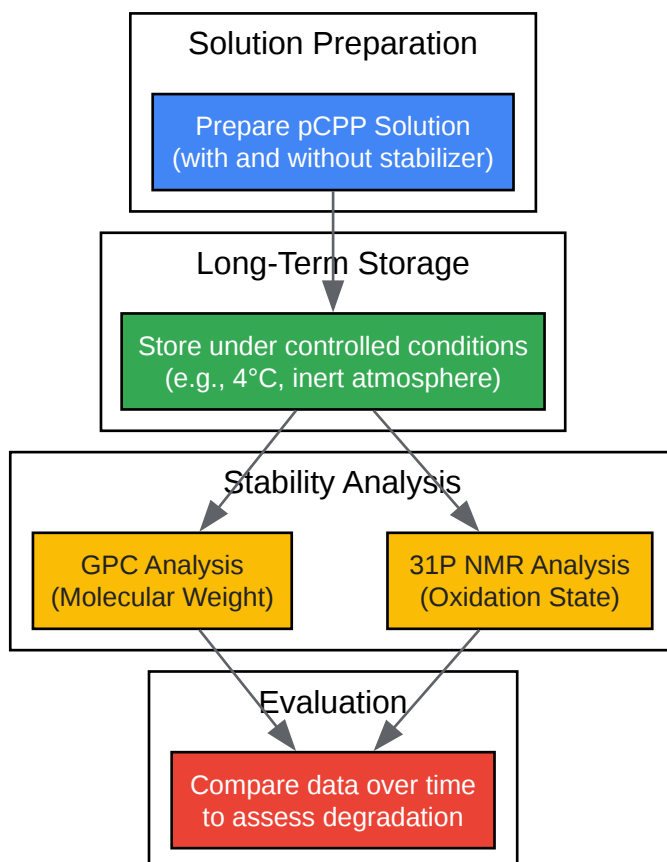 Solution Preparation
Prepare pCPP Solution
(with and without stabilizer)
Long-Term Storage
Store under controlled conditions
(e.g., 4°C, inert atmosphere)
Stability Analysis
GPC Analysis
(Molecular Weight)
31P NMR Analysis
(Oxidation State)
Evaluation
Compare data over time
to assess degradation